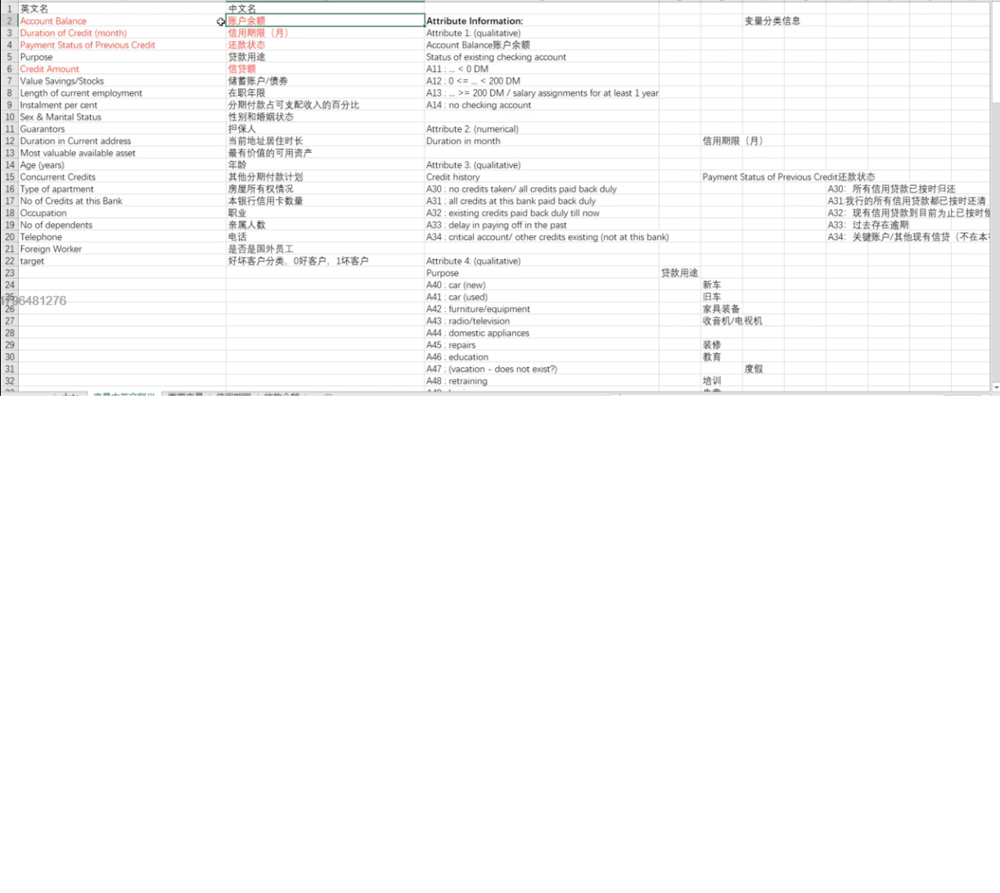 1 英文名 中文名
2 Account Balance 账户余额 Attribute Information: 变量分类信息
3 Duration of Credit (month) 信用期限（月） Attribute 1: (qualitative)
4 Payment Status of Previous Credit 还款状态 Account Balance账户余额
5 Purpose 贷款用途 Status of existing checking account
6 Credit Amount 信贷额 A11 : ... < 0 DM
7 Value Savings/Stocks 储蓄账户/债券 A12 : 0 <= ... < 200 DM
8 Length of current employment 在职年限 A13 : ... >= 200 DM / salary assignments for at least 1 year
9 Instalment per cent 分期付款占可支配收入的百分比 A14 : no checking account
10 Sex & Marital Status 性别和婚姻状态
11 Guarantors 担保人 Attribute 2: (numerical)
12 Duration in Current address 当前地址居住时长 Duration in month 信用期限（月）
13 Most valuable available asset 最有价值的可用资产
14 Age (years) 年龄 Attribute 3: (qualitative)
15 Concurrent Credits 其他分期付款计划 Credit history Payment Status of Previous Credit还款状态
16 Type of apartment 房屋所有权情况 A30 : no credits taken/ all credits paid back duly A30：所有信用贷款已按时归还
17 No of Credits at this Bank 本银行信用卡数量 A31 : all credits at this bank paid back duly A31:我行的所有信用贷款都已按时还清
18 Occupation 职业 A32 : existing credits paid back duly till now A32：现有信用贷款到目前为止已按时
19 No of dependents 亲属人数 A33 : delay in paying off in the past A33：过去存在逾期
20 Telephone 电话 A34 : critical account/ other credits existing (not at this bank) A34：关键账户/其他现有信贷（不在本
21 Foreign Worker 是否是国外员工
22 target 好坏客户分类，0好客户，1坏客户 Attribute 4: (qualitative)
23 Purpose 贷款用途
24 A40 : car (new) 新车
25 A41 : car (used) 旧车
4796481276
26 A42 : furniture/equipment 家具装备
27 A43 : radio/television 收音机/电视机
28 A44 : domestic appliances
29 A45 : repairs 装修
30 A46 : education 教育
31 A47 : (vacation - does not exist?) 度假
32 A48 : retraining 培训